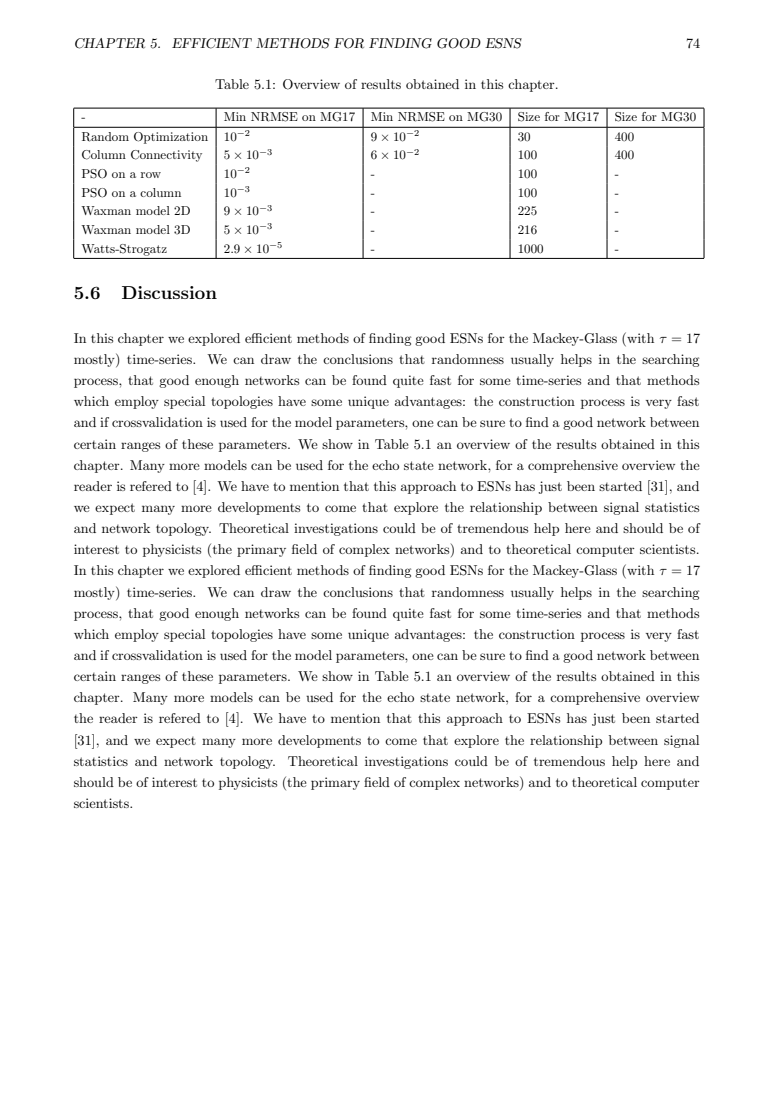 CHAPTER 5. EFFICIENT METHODS FOR FINDING GOOD ESNS 74
Table 5.1: Overview of results obtained in this chapter.
- Min NRMSE on MG17 Min NRMSE on MG30 Size for MG17 Size for MG30
Random Optimization 10⁻² 9 × 10⁻² 30 400
Column Connectivity 5 × 10⁻³ 6 × 10⁻² 100 400
PSO on a row 10⁻² - 100 -
PSO on a column 10⁻³ - 100 -
Waxman model 2D 9 × 10⁻³ - 225 -
Waxman model 3D 5 × 10⁻³ - 216 -
Watts-Strogatz 2.9 × 10⁻⁵ - 1000 -
5.6 Discussion
In this chapter we explored efficient methods of finding good ESNs for the Mackey-Glass (with τ = 17
mostly) time-series. We can draw the conclusions that randomness usually helps in the searching
process, that good enough networks can be found quite fast for some time-series and that methods
which employ special topologies have some unique advantages: the construction process is very fast
and if crossvalidation is used for the model parameters, one can be sure to find a good network between
certain ranges of these parameters. We show in Table 5.1 an overview of the results obtained in this
chapter. Many more models can be used for the echo state network, for a comprehensive overview the
reader is refered to [4]. We have to mention that this approach to ESNs has just been started [31], and
we expect many more developments to come that explore the relationship between signal statistics
and network topology. Theoretical investigations could be of tremendous help here and should be of
interest to physicists (the primary field of complex networks) and to theoretical computer scientists.
In this chapter we explored efficient methods of finding good ESNs for the Mackey-Glass (with τ = 17
mostly) time-series. We can draw the conclusions that randomness usually helps in the searching
process, that good enough networks can be found quite fast for some time-series and that methods
which employ special topologies have some unique advantages: the construction process is very fast
and if crossvalidation is used for the model parameters, one can be sure to find a good network between
certain ranges of these parameters. We show in Table 5.1 an overview of the results obtained in this
chapter. Many more models can be used for the echo state network, for a comprehensive overview
the reader is refered to [4]. We have to mention that this approach to ESNs has just been started
[31], and we expect many more developments to come that explore the relationship between signal
statistics and network topology. Theoretical investigations could be of tremendous help here and
should be of interest to physicists (the primary field of complex networks) and to theoretical computer
scientists.